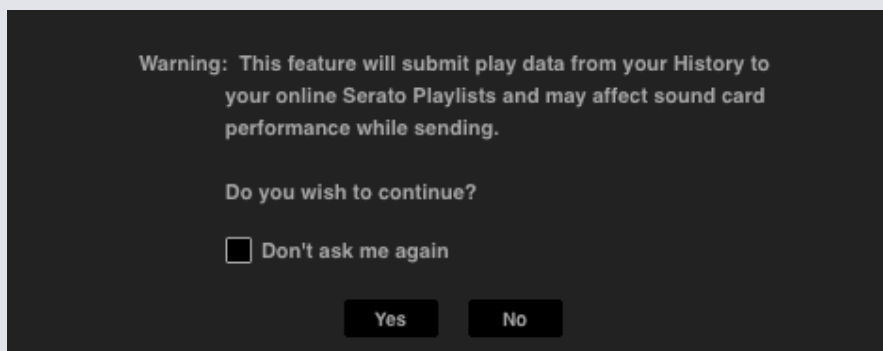 Warning: This feature will submit play data from your History to
your online Serato Playlists and may affect sound card
performance while sending.
Do you wish to continue?
Don't ask me again
Yes No